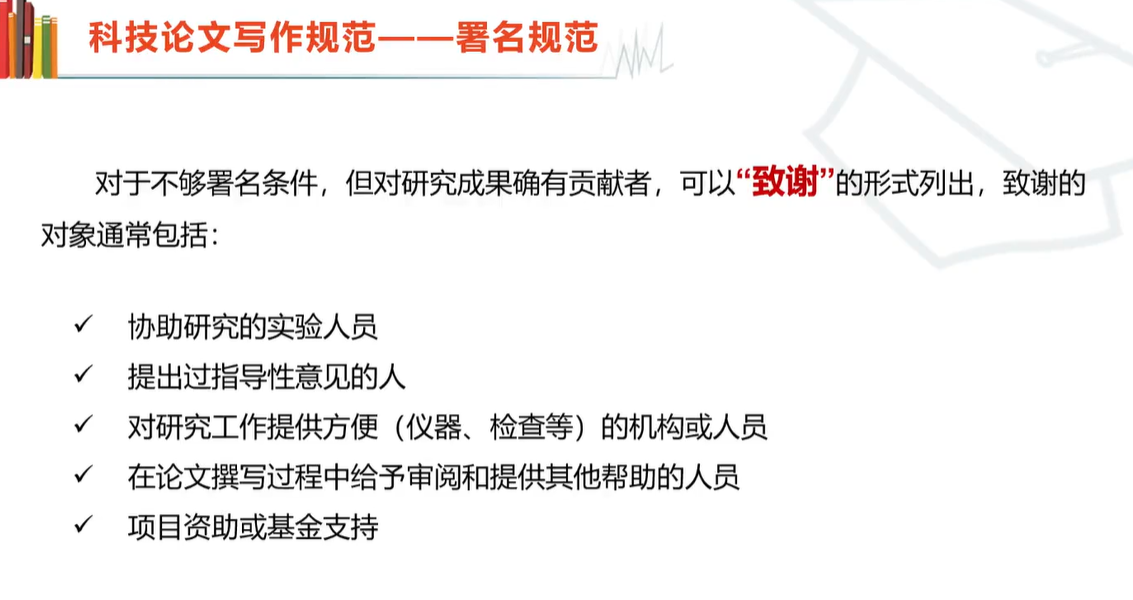 科技论文写作规范——署名规范
对于不够署名条件，但对研究成果确有贡献者，可以“致谢”的形式列出，致谢的
对象通常包括：
✓ 协助研究的实验人员
✓ 提出过指导性意见的人
✓ 对研究工作提供方便（仪器、检查等）的机构或人员
✓ 在论文撰写过程中给予审阅和提供其他帮助的人员
✓ 项目资助或基金支持